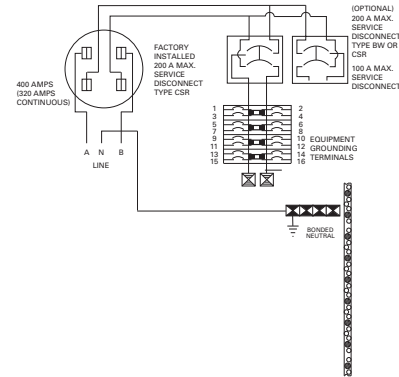 (OPTIONAL)
200 A MAX.
SERVICE
DISCONNECT
TYPE BW OR
CSR
100 A MAX.
SERVICE
DISCONNECT
FACTORY
INSTALLED
200 A MAX.
SERVICE
DISCONNECT
TYPE CSR
400 AMPS
(320 AMPS
CONTINUOUS)
A N B
LINE
1 2
3 4
5 6
7 8
9 10
11 12
13 14
15 16
EQUIPMENT
GROUNDING
TERMINALS
BONDED
NEUTRAL